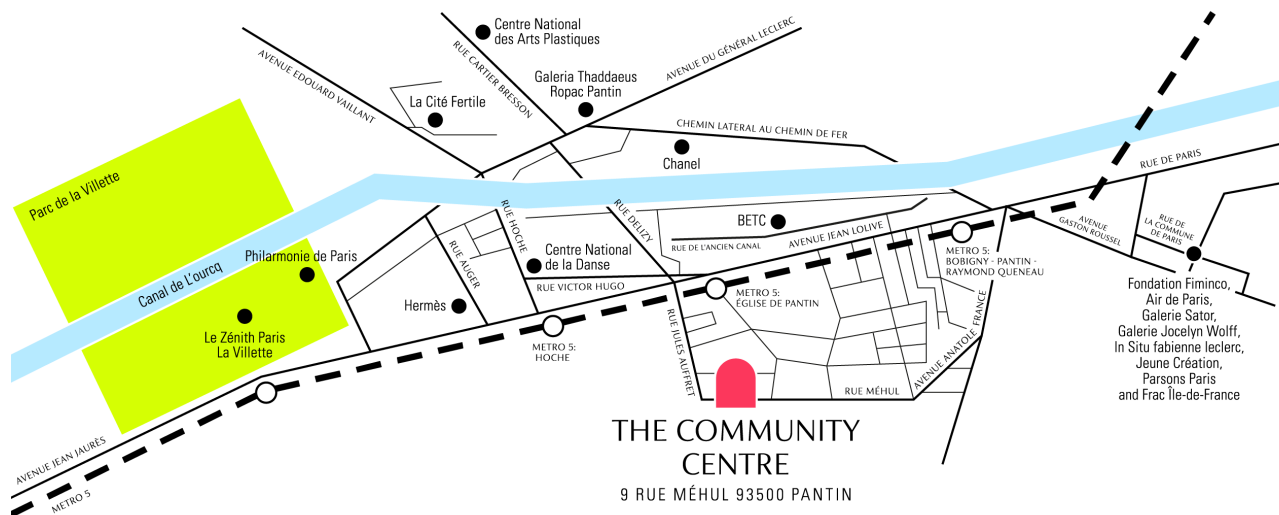 Centre National
des Arts Plastiques
AVENUE EDOUARD VAILLANT
RUE CARTIER BRESSON
AVENUE DU GÉNÉRAL LECLERC
Galeria Thaddaeus
Ropac Pantin
La Cité Fertile
CHEMIN LATERAL AU CHEMIN DE FER
Chanel
RUE DE PARIS
Parc de la Villette
Philarmonie de Paris
Canal de L'ourcq
Le Zénith Paris
La Villette
RUE HOCHE
RUE DELIZY
RUE AUGER
BETC
RUE DE L'ANCIEN CANAL
AVENUE JEAN LOLIVE
AVENUE
GASTON ROUSSEL
RUE DE
LA COMMUNE
DE PARIS
Centre National
de la Danse
RUE VICTOR HUGO
Hermès
METRO 5:
BOBIGNY - PANTIN -
RAYMOND QUENEAU
METRO 5:
ÉGLISE DE PANTIN
METRO 5:
HOCHE
RUE JULES AUFFRET
AVENUE ANATOLE FRANCE
RUE MÉHUL
Fondation Fiminco,
Air de Paris,
Galerie Sator,
Galerie Jocelyn Wolff,
In Situ fabienne leclerc,
Jeune Création,
Parsons Paris
and Frac Île-de-France
AVENUE JEAN JAURÈS
METRO 5
THE COMMUNITY
CENTRE
9 RUE MÉHUL 93500 PANTIN